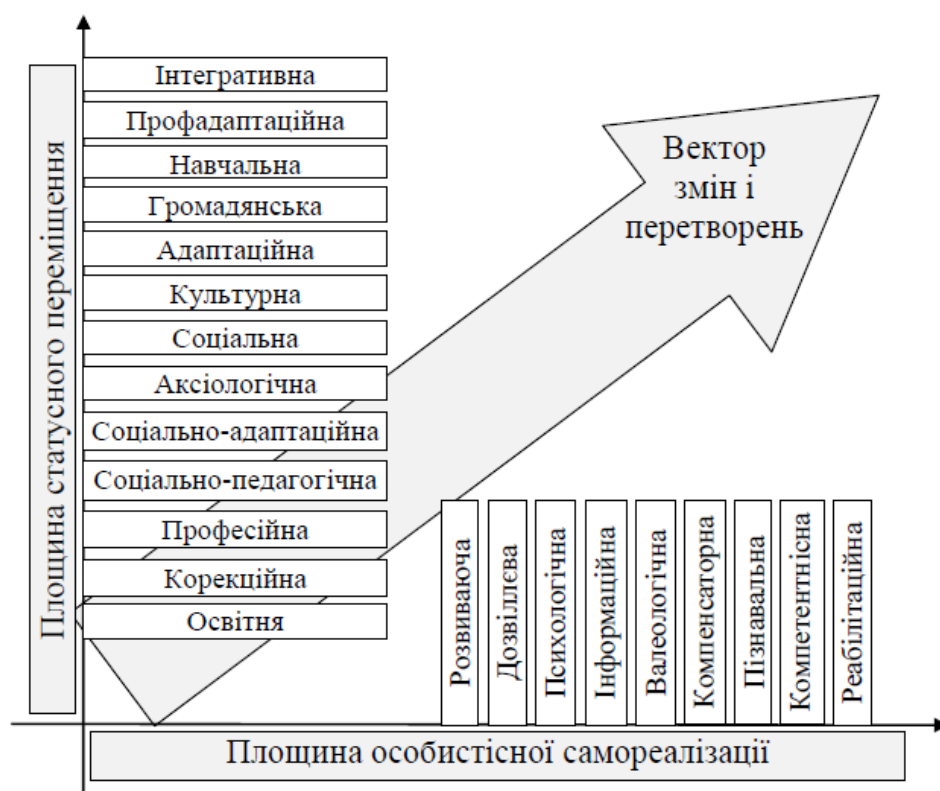 Площина статусного переміщення
Інтегративна
Профадаптаційна
Навчальна
Громадянська
Адаптаційна
Культурна
Соціальна
Аксіологічна
Соціально-адаптаційна
Соціально-педагогічна
Професійна
Корекційна
Освітня
Вектор
змін і
перетворень
Розвиваюча
Дозвіллєва
Психологічна
Інформаційна
Валеологічна
Компенсаторна
Пізнавальна
Компетентнісна
Реабілітаційна
Площина особистісної самореалізації